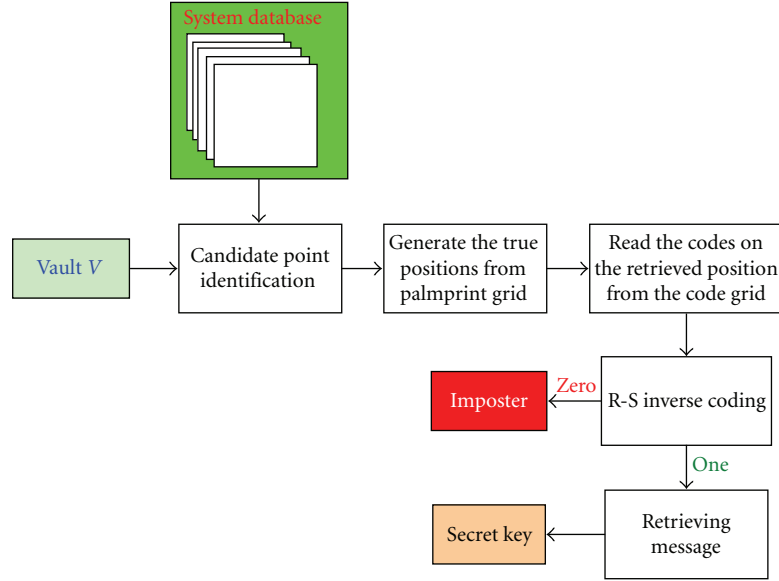 System database
Vault V
Candidate point
identification
Generate the true
positions from
palmprint grid
Read the codes on
the retrieved position
from the code grid
Imposter
Zero
R-S inverse coding
One
Secret key
Retrieving
message